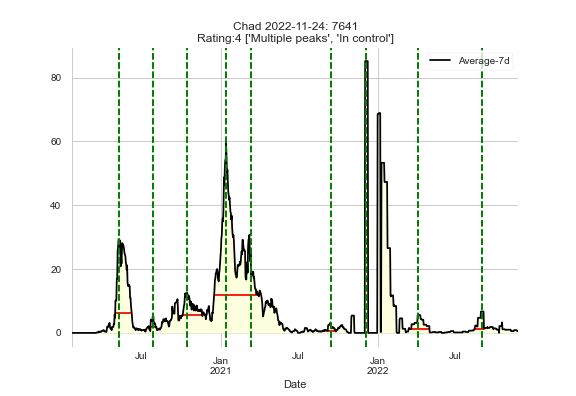 Chad 2022-11-24: 7641
Rating:4 ['Multiple peaks', 'In control']
Average-7d
80
60
40
20
0
Jul
Jan
2021
Jul
Jan
2022
Jul
Date